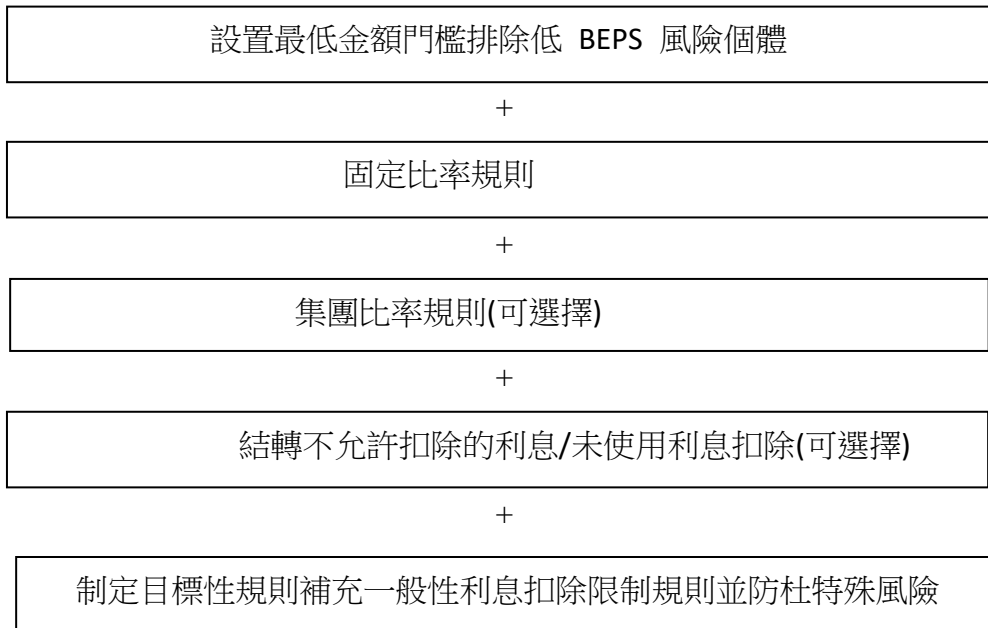 設置最低金額門檻排除低 BEPS 風險個體
+
固定比率規則
+
集團比率規則(可選擇)
+
結轉不允許扣除的利息/未使用利息扣除(可選擇)
+
制定目標性規則補充一般性利息扣除限制規則並防杜特殊風險